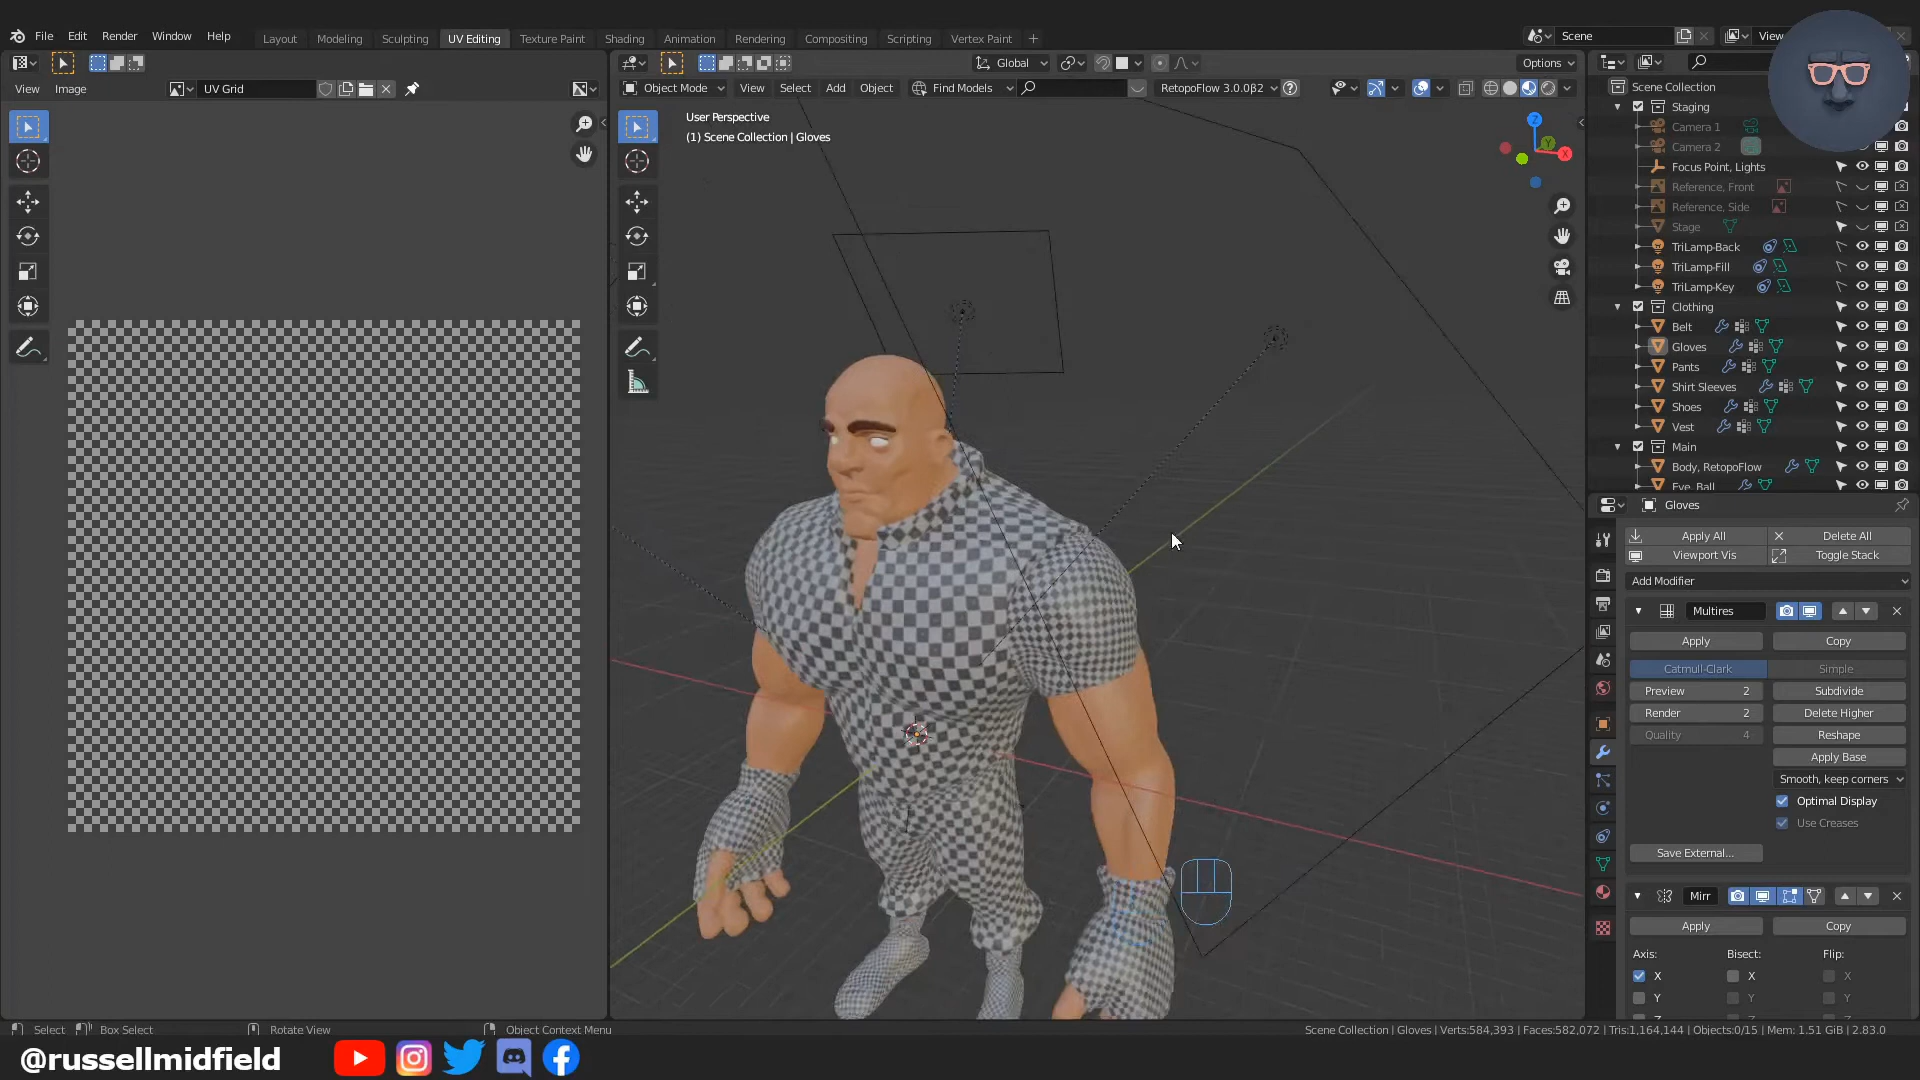 File Edit Render Window Help
Layout Modeling Sculpting UV Editing Texture Paint Shading Animation Rendering Compositing Scripting Vertex Paint +
Scene
View
Global
Options
View Image
UV Grid
Object Mode View Select Add Object Find Models RetopoFlow 3.0.0β2
User Perspective
(1) Scene Collection | Gloves
Z
Y
X
Scene Collection
Staging
Camera 1
Camera 2
Focus Point, Lights
Reference, Front
Reference, Side
Stage
TriLamp-Back
TriLamp-Fill
TriLamp-Key
Clothing
Belt
Gloves
Pants
Shirt Sleeves
Shoes
Vest
Main
Body, RetopoFlow
Eye, Ball
Gloves
Apply All Delete All
Viewport Vis Toggle Stack
Add Modifier
Multires
Apply Copy
Catmull-Clark Simple
Preview 2 Subdivide
Render 2 Delete Higher
Quality 4 Reshape
Apply Base
Smooth, keep corners
Optimal Display
Use Creases
Save External...
Mirr
Apply Copy
Axis: Bisect: Flip:
X X X
Y Y Y
Select Box Select Rotate View Object Context Menu
Scene Collection | Gloves | Verts:584,393 | Faces:582,072 | Tris:1,164,144 | Objects:0/15 | Mem: 1.51 GiB | 2.83.0
@russellmidfield